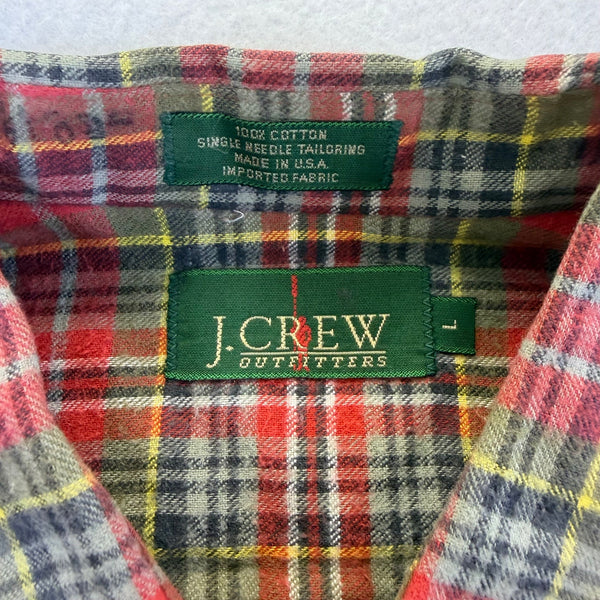 100% COTTON
SINGLE NEEDLE TAILORING
MADE IN U.S.A.
IMPORTED FABRIC
J.CREW
OUTFITTERS
L